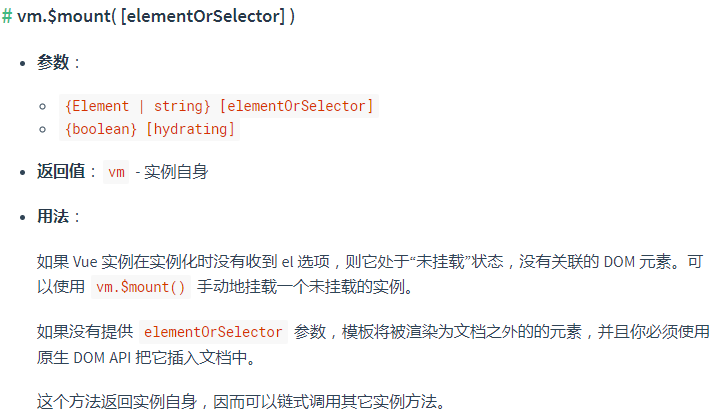 # vm.$mount( [elementOrSelector] )
参数：
{Element | string} [elementOrSelector]
{boolean} [hydrating]
返回值：vm - 实例自身
用法：
如果 Vue 实例在实例化时没有收到 el 选项，则它处于“未挂载”状态，没有关联的 DOM 元素。可
以使用 vm.$mount() 手动地挂载一个未挂载的实例。
如果没有提供 elementOrSelector 参数，模板将被渲染为文档之外的的元素，并且你必须使用
原生 DOM API 把它插入文档中。
这个方法返回实例自身，因而可以链式调用其它实例方法。